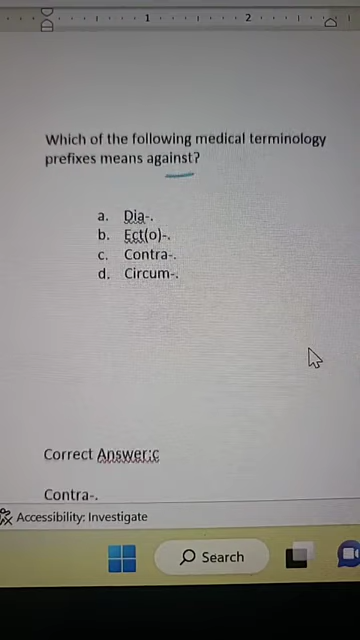 1 2
Which of the following medical terminology
prefixes means against?
a. Dia-.
b. Ect(o)-.
c. Contra-.
d. Circum-.
Correct Answer:c
Contra-.
Accessibility: Investigate
Search